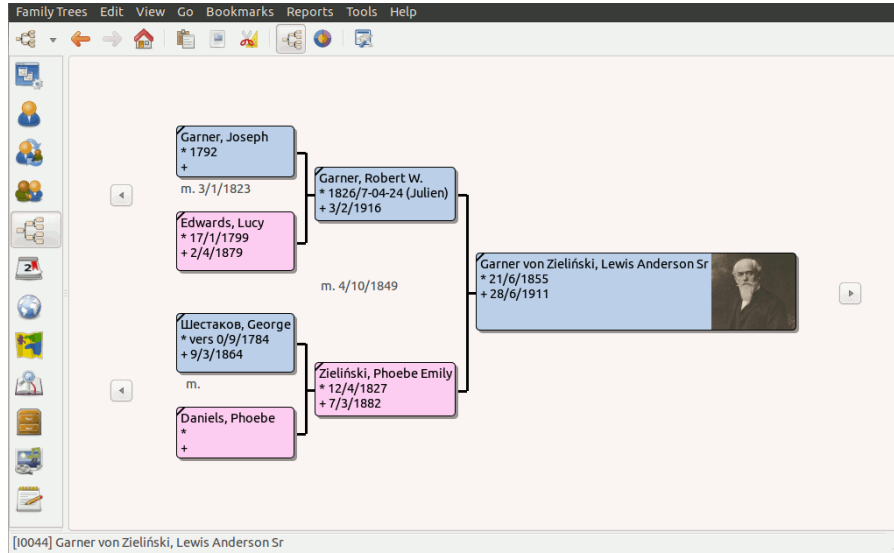 Family Trees Edit View Go Bookmarks Reports Tools Help
Garner, Joseph
* 1792
+
m. 3/1/1823
Edwards, Lucy
* 17/1/1799
+ 2/4/1879
Garner, Robert W.
* 1826/7-04-24 (Julien)
+ 3/2/1916
m. 4/10/1849
Garner von Zieliński, Lewis Anderson Sr
* 21/6/1855
+ 28/6/1911
Шестаков, George
* vers 0/9/1784
+ 9/3/1864
m.
Daniels, Phoebe
*
+
Zieliński, Phoebe Emily
* 12/4/1827
+ 7/3/1882
2
[I0044] Garner von Zieliński, Lewis Anderson Sr